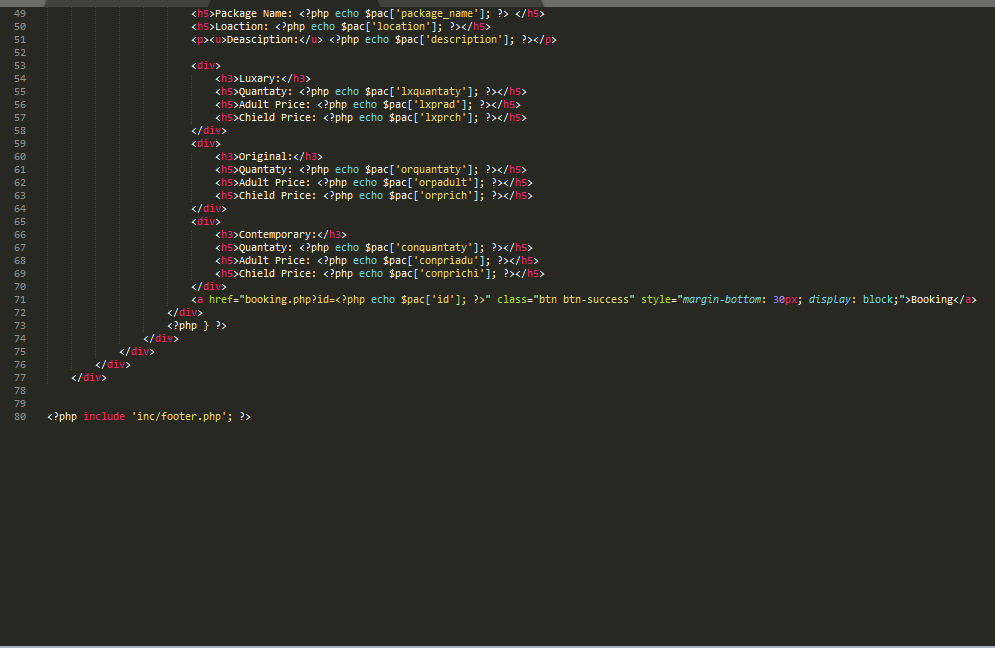 49 <h5>Package Name: <?php echo $pac['package_name']; ?> </h5>
50 <h5>Loaction: <?php echo $pac['location']; ?></h5>
51 <p><u>Deasciption:</u> <?php echo $pac['description']; ?></p>
52
53 <div>
54 <h3>Luxary:</h3>
55 <h5>Quantaty: <?php echo $pac['lxquantaty']; ?></h5>
56 <h5>Adult Price: <?php echo $pac['lxprad']; ?></h5>
57 <h5>Chield Price: <?php echo $pac['lxprch']; ?></h5>
58 </div>
59 <div>
60 <h3>Original:</h3>
61 <h5>Quantaty: <?php echo $pac['orquantaty']; ?></h5>
62 <h5>Adult Price: <?php echo $pac['orpadult']; ?></h5>
63 <h5>Chield Price: <?php echo $pac['orprich']; ?></h5>
64 </div>
65 <div>
66 <h3>Contemporary:</h3>
67 <h5>Quantaty: <?php echo $pac['conquantaty']; ?></h5>
68 <h5>Adult Price: <?php echo $pac['conpriadu']; ?></h5>
69 <h5>Chield Price: <?php echo $pac['conprichi']; ?></h5>
70 </div>
71 <a href="booking.php?id=<?php echo $pac['id']; ?>" class="btn btn-success" style="margin-bottom: 30px; display: block;">Booking</a>
72 </div>
73 <?php } ?>
74 </div>
75 </div>
76 </div>
77 </div>
78
79
80 <?php include 'inc/footer.php'; ?>